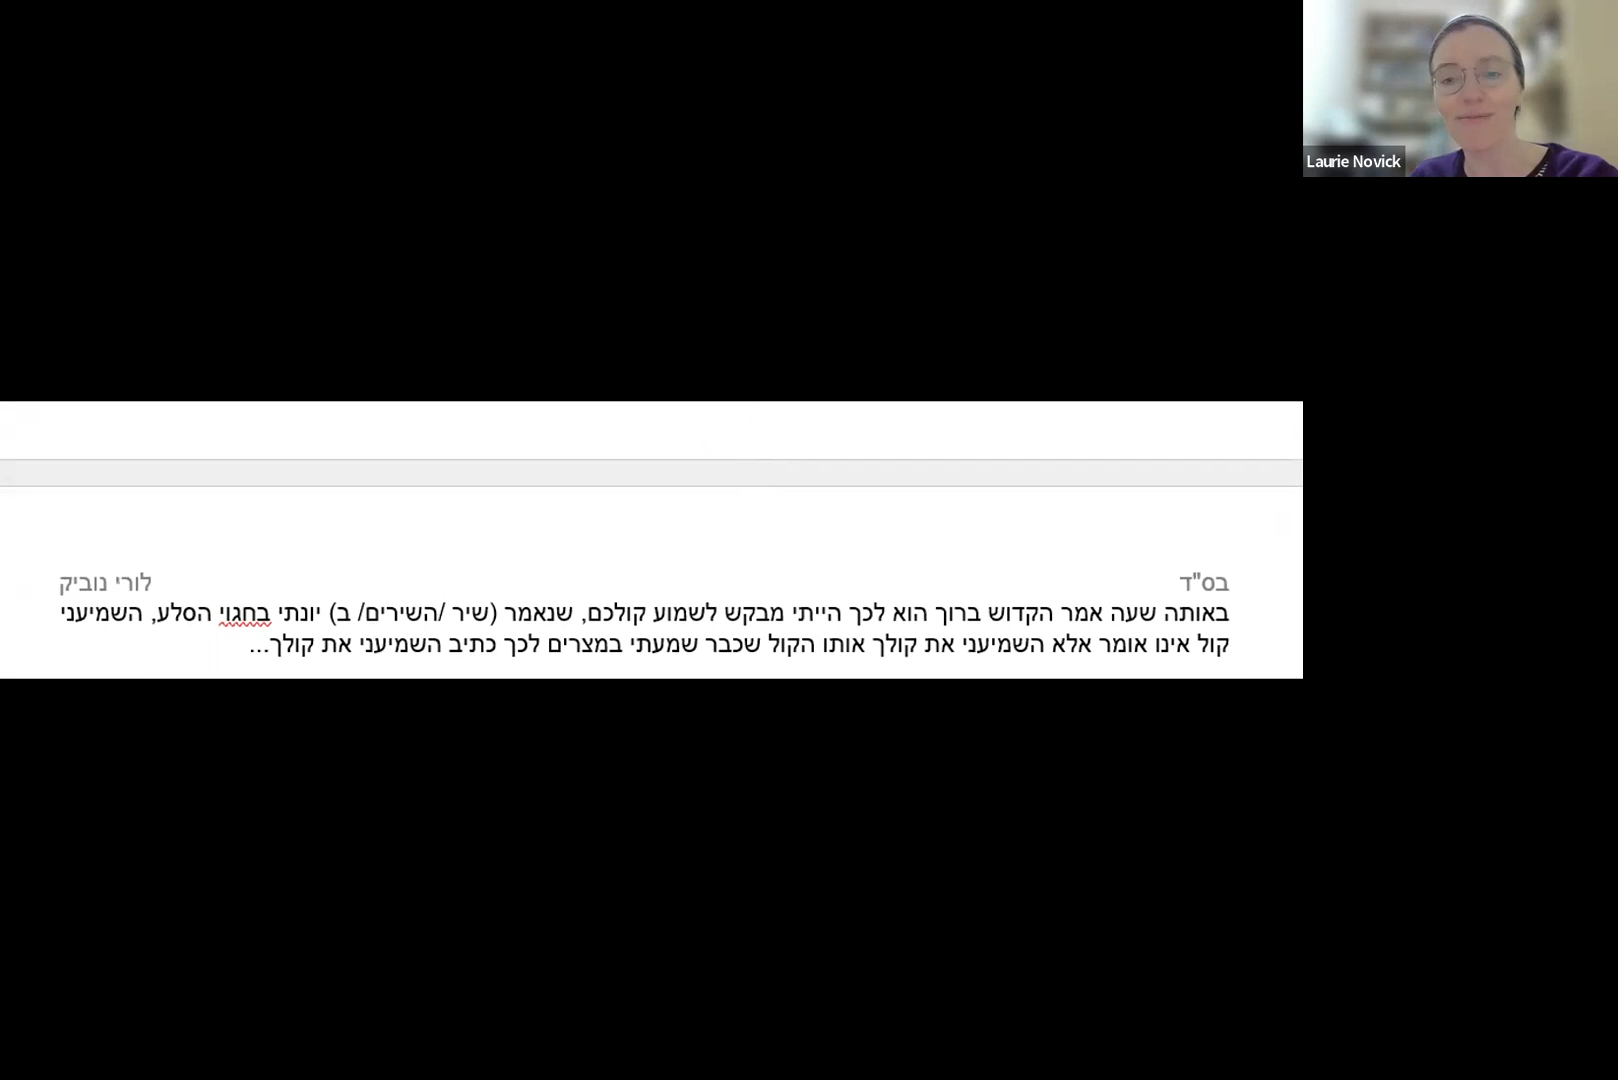 Laurie Novick
בס"ד
לורי נוביק
באותה שעה אמר הקדוש ברוך הוא לכך הייתי מבקש לשמוע קולכם, שנאמר (שיר /השירים/ ב) יונתי בחגוי הסלע, השמיעני
קול אינו אומר אלא השמיעני את קולך אותו הקול שכבר שמעתי במצרים לכך כתיב השמיעני את קולך...